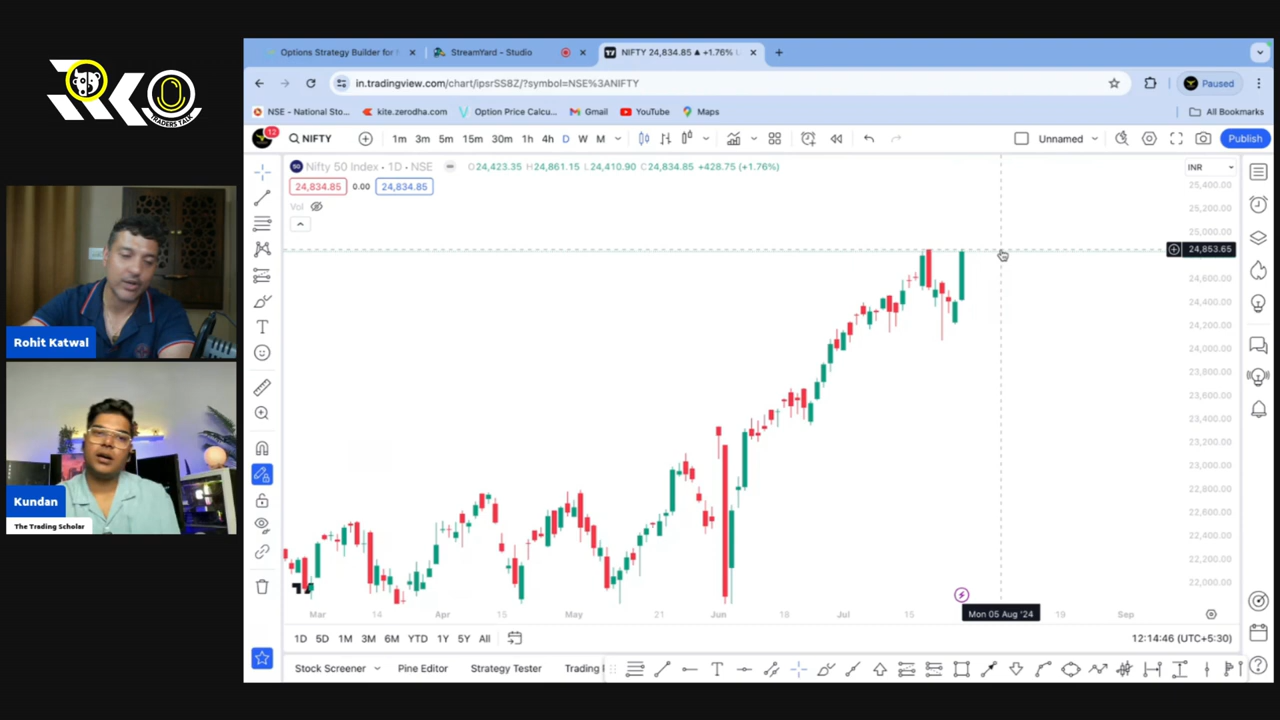 RKO
TRADERS TALK
Rohit Katwal
Kundan
The Trading Scholar
Options Strategy Builder for
StreamYard - Studio
NIFTY 24,834.85 ▲ +1.76%
in.tradingview.com/chart/ipsrSS8Z/?symbol=NSE%3ANIFTY
Paused
NSE - National Sto...
kite.zerodha.com
Option Price Calcu...
Gmail
YouTube
Maps
All Bookmarks
12
NIFTY
1m 3m 5m 15m 30m 1h 4h D W M
Unnamed
Publish
50 Nifty 50 Index · 1D · NSE
O24,423.35 H24,861.15 L24,410.90 C24,834.85 +428.75 (+1.76%)
INR
24,834.85 0.00 24,834.85
Vol
25,400.00
25,200.00
25,000.00
24,853.65
24,600.00
24,400.00
24,200.00
24,000.00
23,800.00
23,600.00
23,400.00
23,200.00
23,000.00
22,800.00
22,600.00
22,400.00
22,200.00
22,000.00
Mar 14 Apr 15 May 21 Jun 18 Jul 15 Mon 05 Aug '24 19 Sep
1D 5D 1M 3M 6M YTD 1Y 5Y All
12:14:46 (UTC+5:30)
Stock Screener
Pine Editor
Strategy Tester
Trading